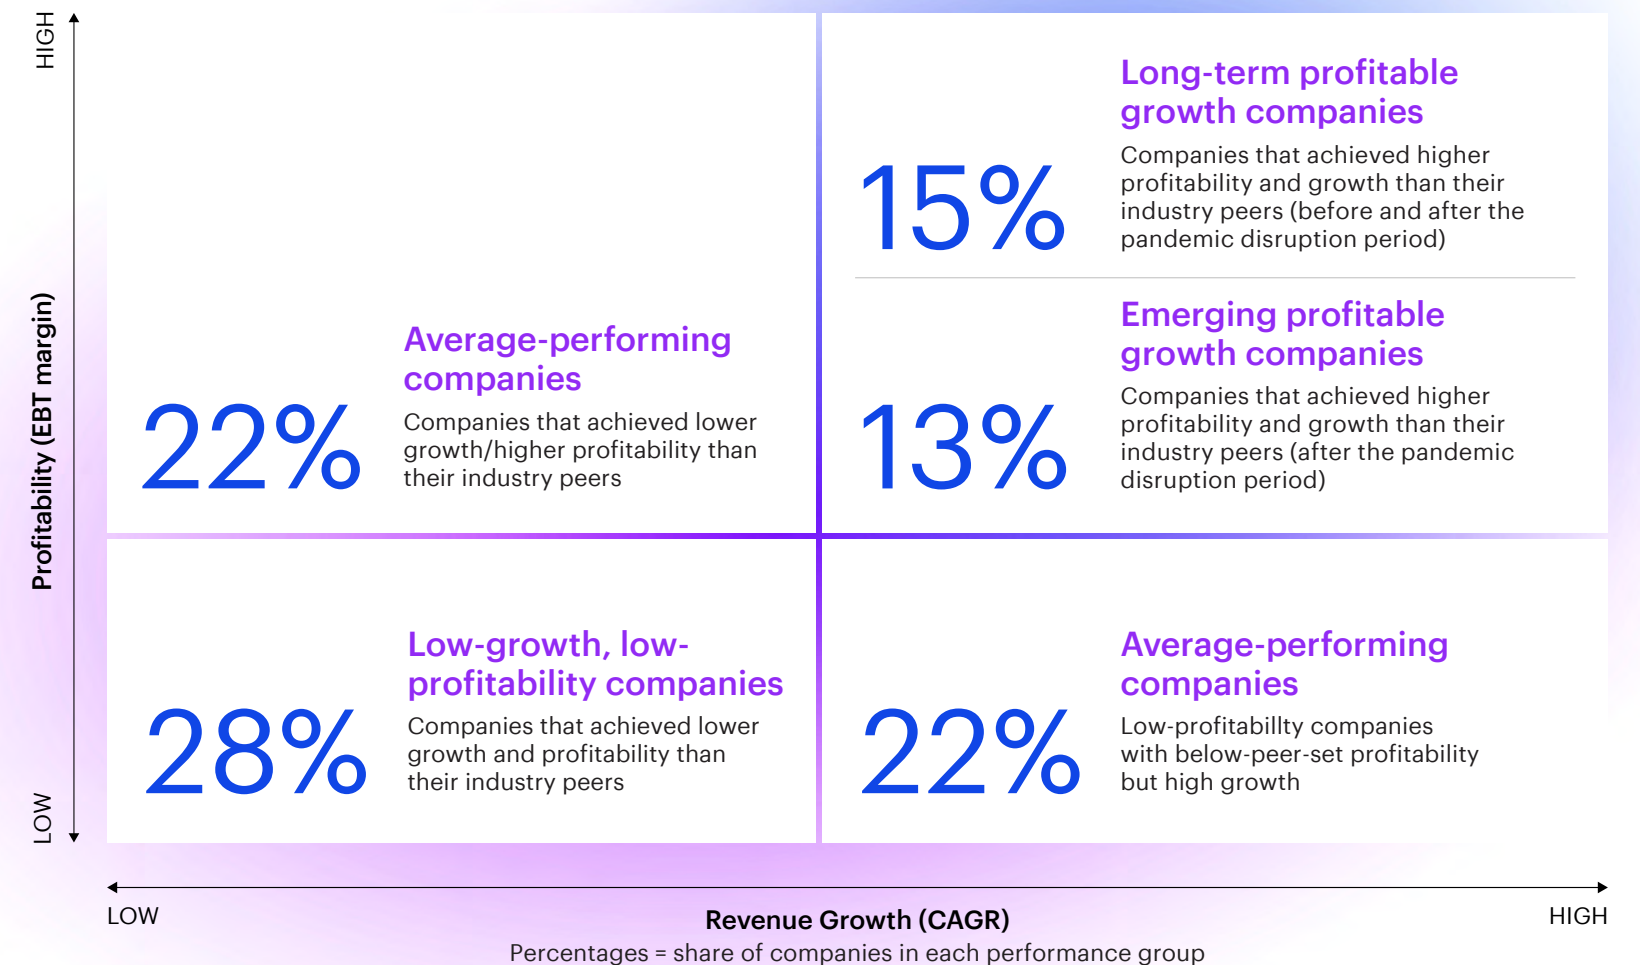 HIGH
Profitability (EBT margin)
LOW
22%
Average-performing
companies
Companies that achieved lower
growth/higher profitability than
their industry peers
15%
Long-term profitable
growth companies
Companies that achieved higher
profitability and growth than their
industry peers (before and after the
pandemic disruption period)
13%
Emerging profitable
growth companies
Companies that achieved higher
profitability and growth than their
industry peers (after the pandemic
disruption period)
28%
Low-growth, low-
profitability companies
Companies that achieved lower
growth and profitability than
their industry peers
22%
Average-performing
companies
Low-profitabillty companies
with below-peer-set profitability
but high growth
LOW
Revenue Growth (CAGR)
HIGH
Percentages = share of companies in each performance group